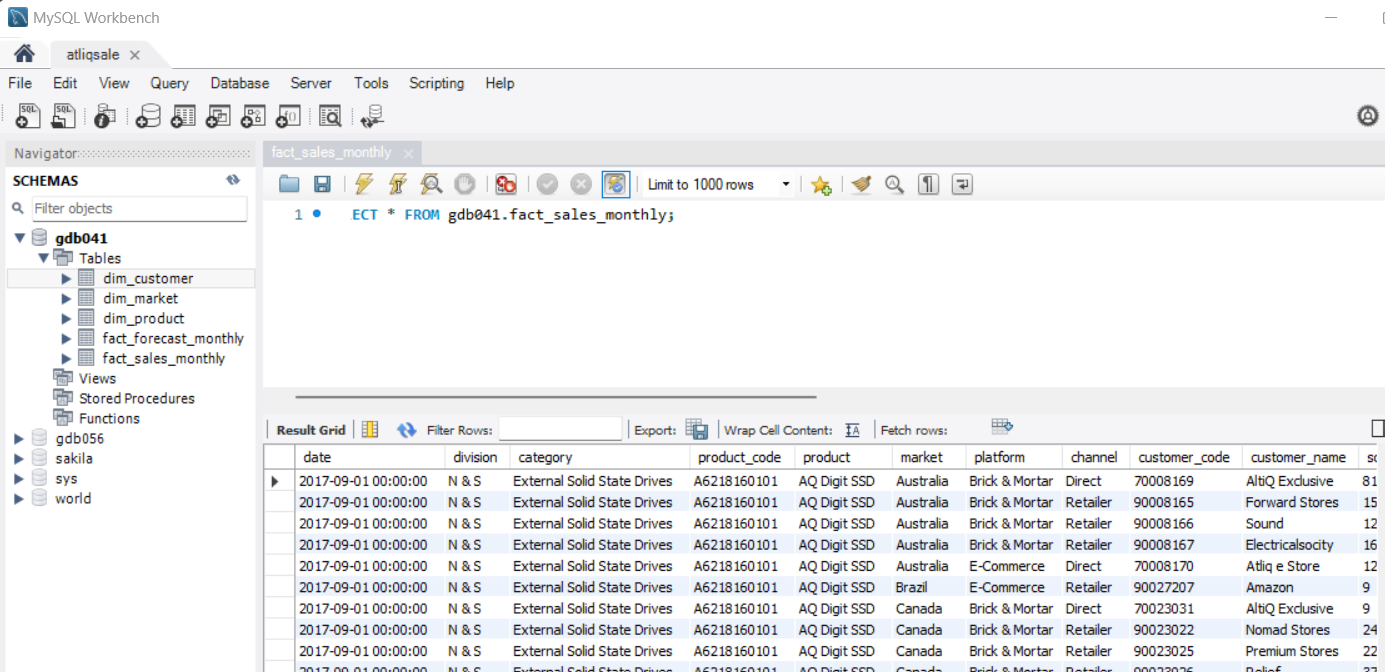 MySQL Workbench
atliqsale
File Edit View Query Database Server Tools Scripting Help
Navigator
SCHEMAS
Filter objects
gdb041
Tables
dim_customer
dim_market
dim_product
fact_forecast_monthly
fact_sales_monthly
Views
Stored Procedures
Functions
gdb056
sakila
sys
world
fact_sales_monthly
Limit to 1000 rows
1 ECT * FROM gdb041.fact_sales_monthly;
Result Grid Filter Rows: Export: Wrap Cell Content: Fetch rows:
date division category product_code product market platform channel customer_code customer_name
2017-09-01 00:00:00 N & S External Solid State Drives A6218160101 AQ Digit SSD Australia Brick & Mortar Direct 70008169 AltiQ Exclusive 81
2017-09-01 00:00:00 N & S External Solid State Drives A6218160101 AQ Digit SSD Australia Brick & Mortar Retailer 90008165 Forward Stores 15
2017-09-01 00:00:00 N & S External Solid State Drives A6218160101 AQ Digit SSD Australia Brick & Mortar Retailer 90008166 Sound 12
2017-09-01 00:00:00 N & S External Solid State Drives A6218160101 AQ Digit SSD Australia Brick & Mortar Retailer 90008167 Electricalsocity 16
2017-09-01 00:00:00 N & S External Solid State Drives A6218160101 AQ Digit SSD Australia E-Commerce Direct 70008170 Atliq e Store 12
2017-09-01 00:00:00 N & S External Solid State Drives A6218160101 AQ Digit SSD Brazil E-Commerce Retailer 90027207 Amazon 9
2017-09-01 00:00:00 N & S External Solid State Drives A6218160101 AQ Digit SSD Canada Brick & Mortar Direct 70023031 AltiQ Exclusive 9
2017-09-01 00:00:00 N & S External Solid State Drives A6218160101 AQ Digit SSD Canada Brick & Mortar Retailer 90023022 Nomad Stores 24
2017-09-01 00:00:00 N & S External Solid State Drives A6218160101 AQ Digit SSD Canada Brick & Mortar Retailer 90023025 Premium Stores 22